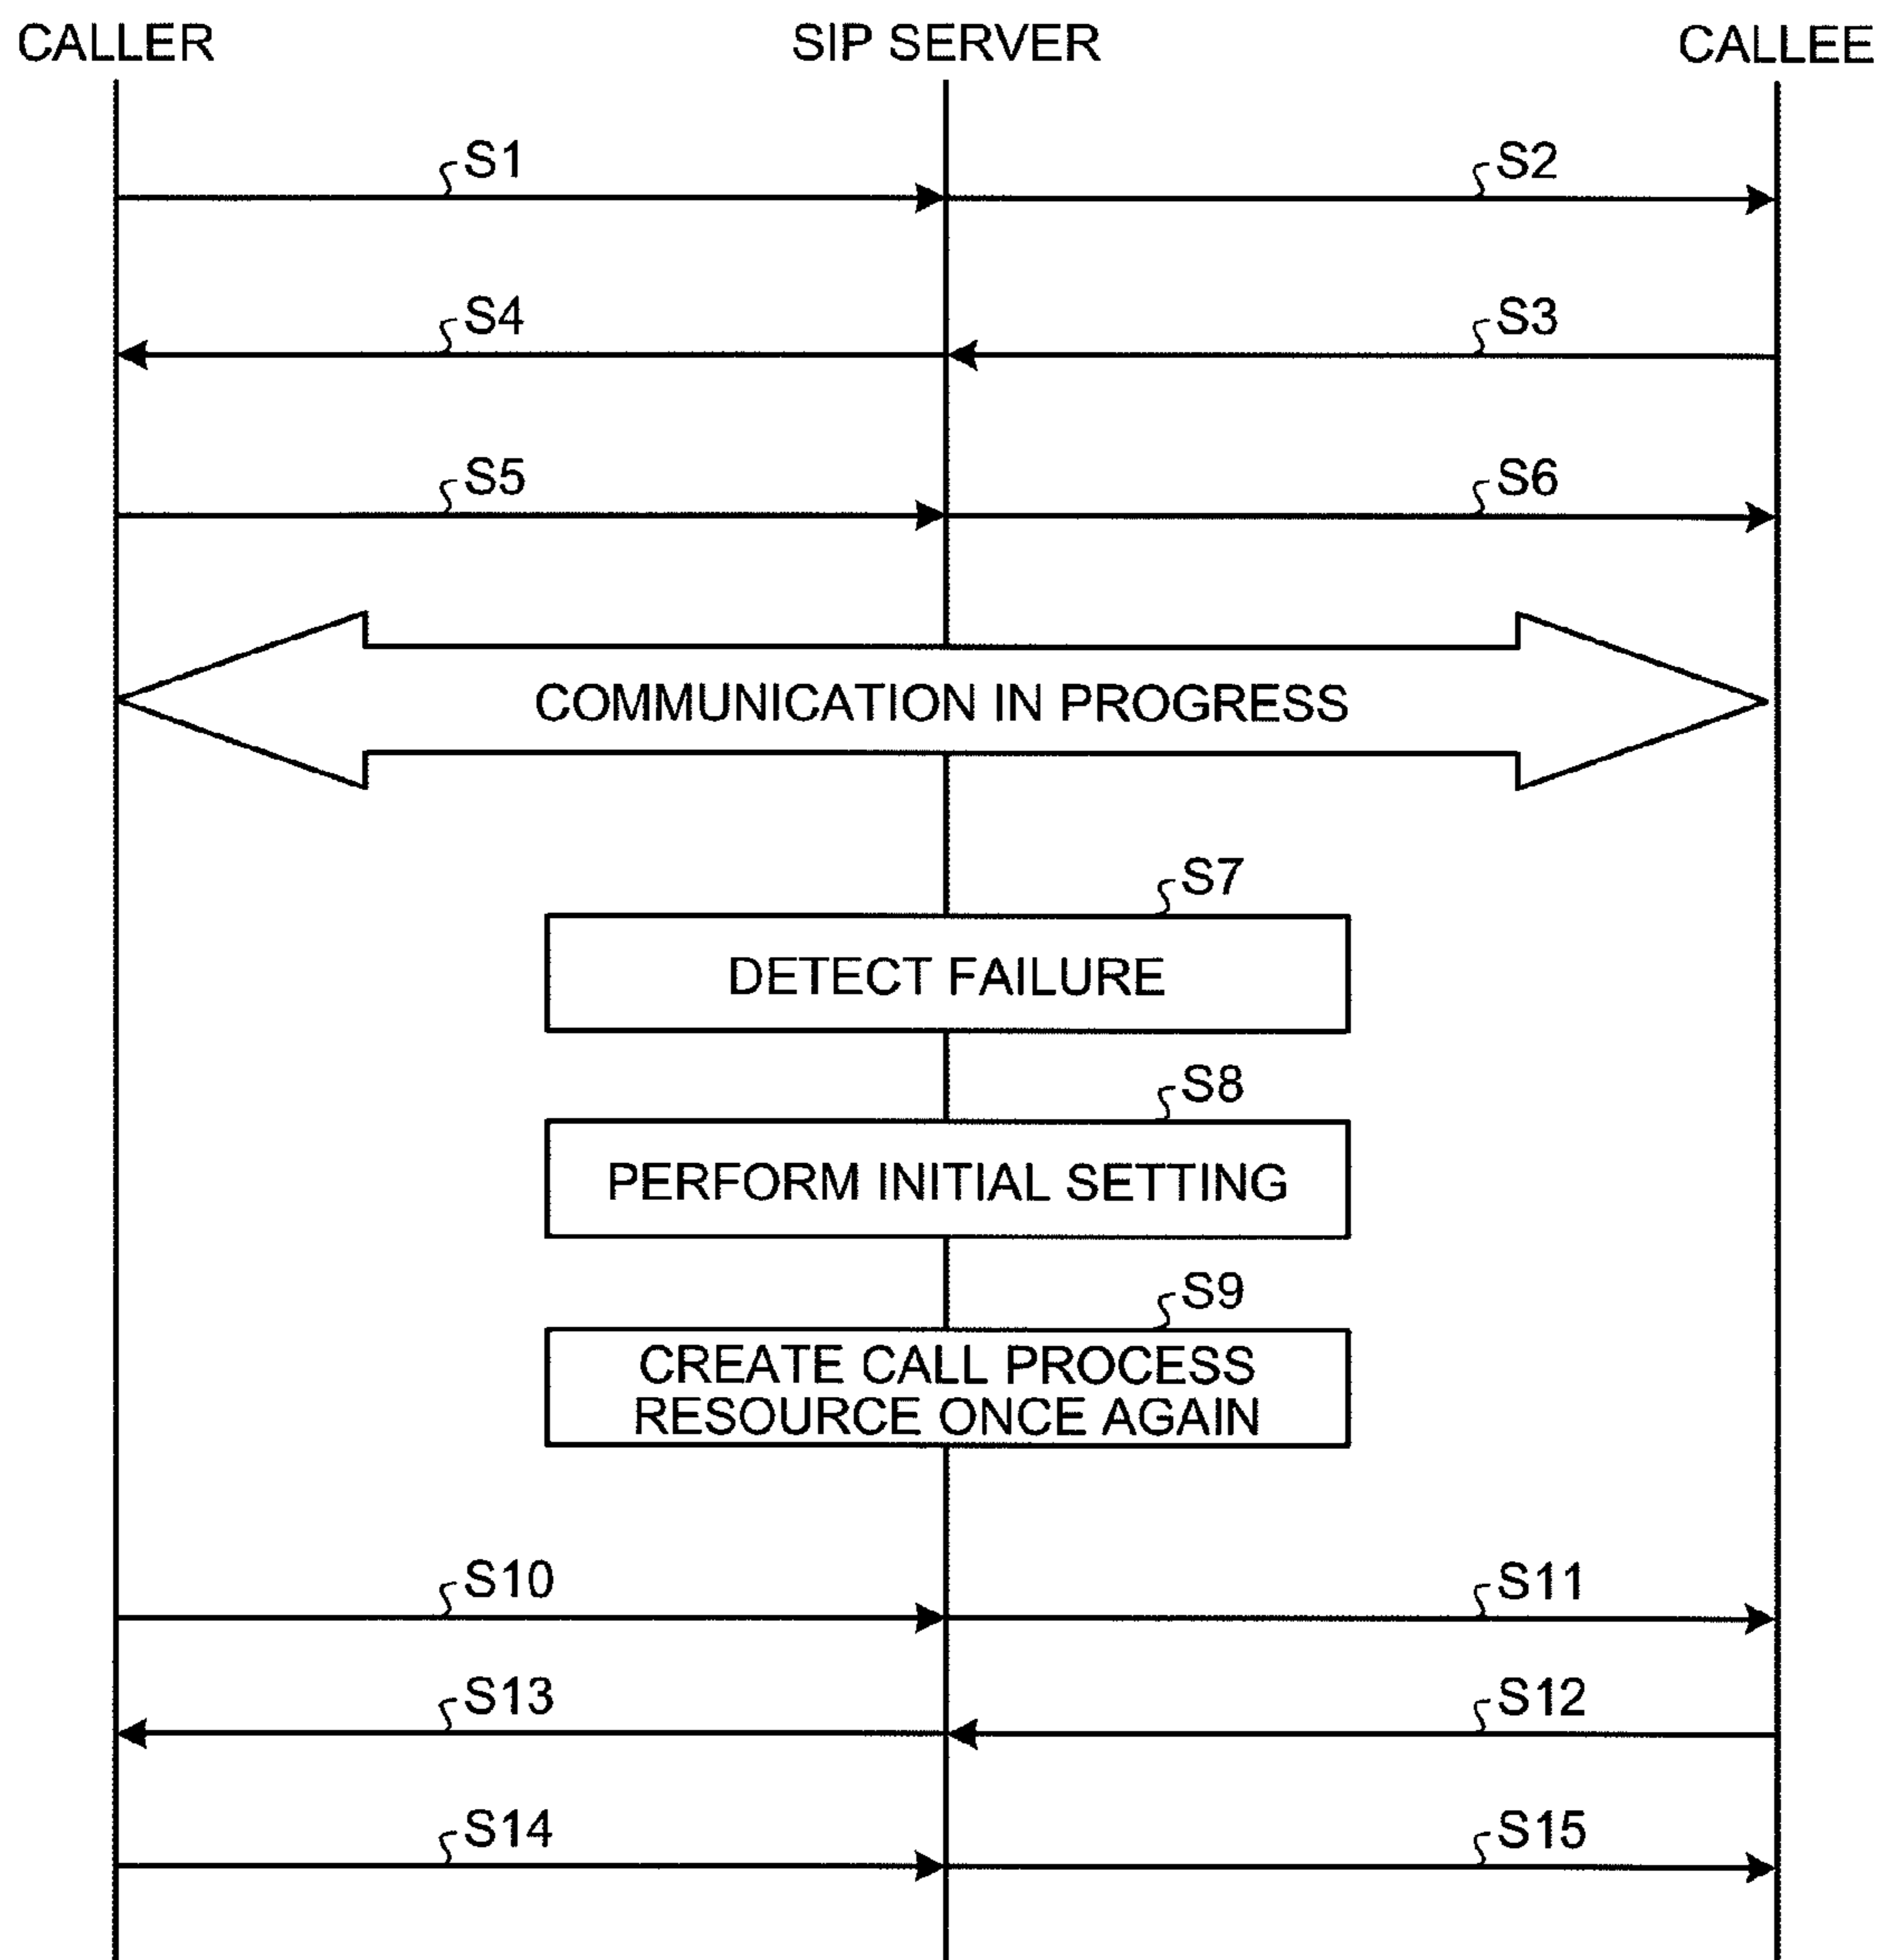 CALLER
SIP SERVER
CALLEE
S1
S2
S4
S3
S5
S6
COMMUNICATION IN PROGRESS
S7
DETECT FAILURE
S8
PERFORM INITIAL SETTING
S9
CREATE CALL PROCESS
RESOURCE ONCE AGAIN
S10
S11
S13
S12
S14
S15